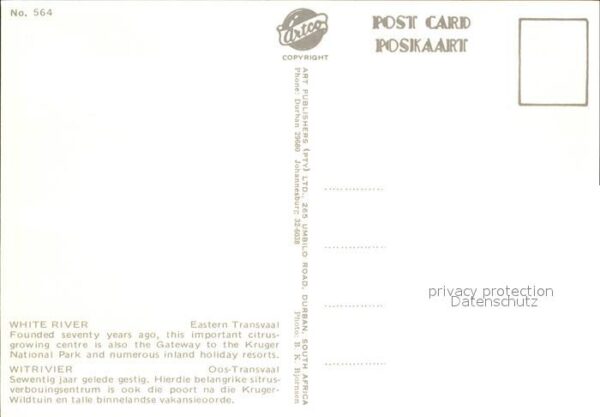 No. 564
Artco
COPYRIGHT
POST CARD
POSKAART
ART PUBLISHERS (PTY) LTD., 265 UMBILO ROAD, DURBAN, SOUTH AFRICA
Phone: Durban 29680 Johannesburg 32-6038 Photo: B. K. Bjornsen
privacy protection
Datenschutz
WHITE RIVER Eastern Transvaal
Founded seventy years ago, this important citrus-
growing centre is also the Gateway to the Kruger
National Park and numerous inland holiday resorts.
WITRIVIER Oos-Transvaal
Sewentig jaar gelede gestig. Hierdie belangrike sitrus-
verbouingsentrum is ook die poort na die Kruger-
Wildtuin en talle binnelandse vakansieoorde.